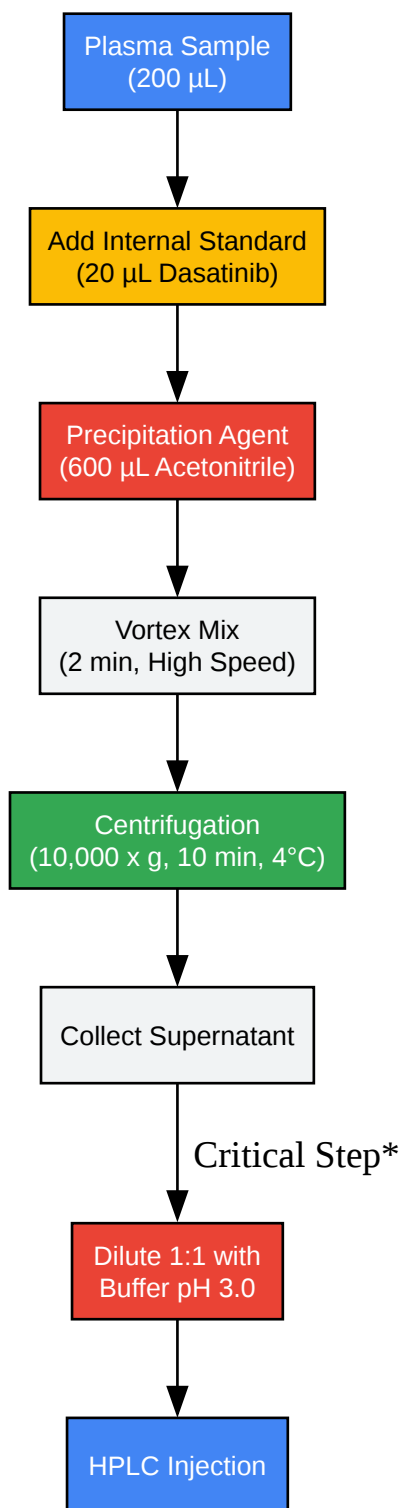 Plasma Sample
(200 µL)
Add Internal Standard
(20 µL Dasatinib)
Precipitation Agent
(600 µL Acetonitrile)
Vortex Mix
(2 min, High Speed)
Centrifugation
(10,000 x g, 10 min, 4°C)
Collect Supernatant
Critical Step*
Dilute 1:1 with
Buffer pH 3.0
HPLC Injection